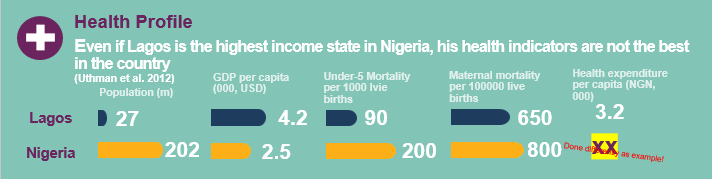 Health Profile
Even if Lagos is the highest income state in Nigeria, his health indicators are not the best
in the country
(Uthman et al. 2012)
Population (m)
GDP per capita
(000, USD)
Under-5 Mortality
per 1000 lvie
births
Maternal mortality
per 100000 live
births
Health expenditure
per capita (NGN,
000)
Lagos 27 4.2 90 650 3.2
Nigeria 202 2.5 200 800 XX
Done differently as example!